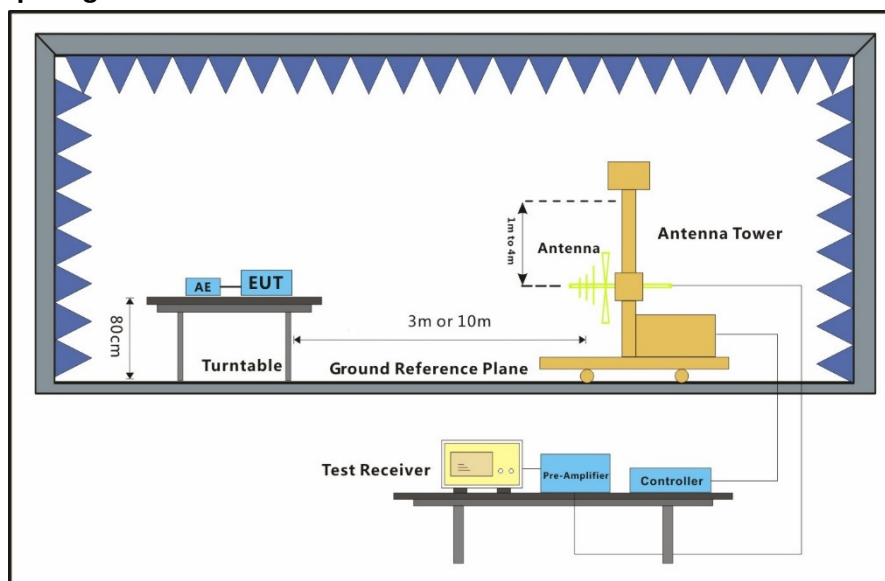 1m to 4m
Antenna
Antenna Tower
AE
EUT
80cm
3m or 10m
Turntable
Ground Reference Plane
Test Receiver
Pre-Amplifier
Controller